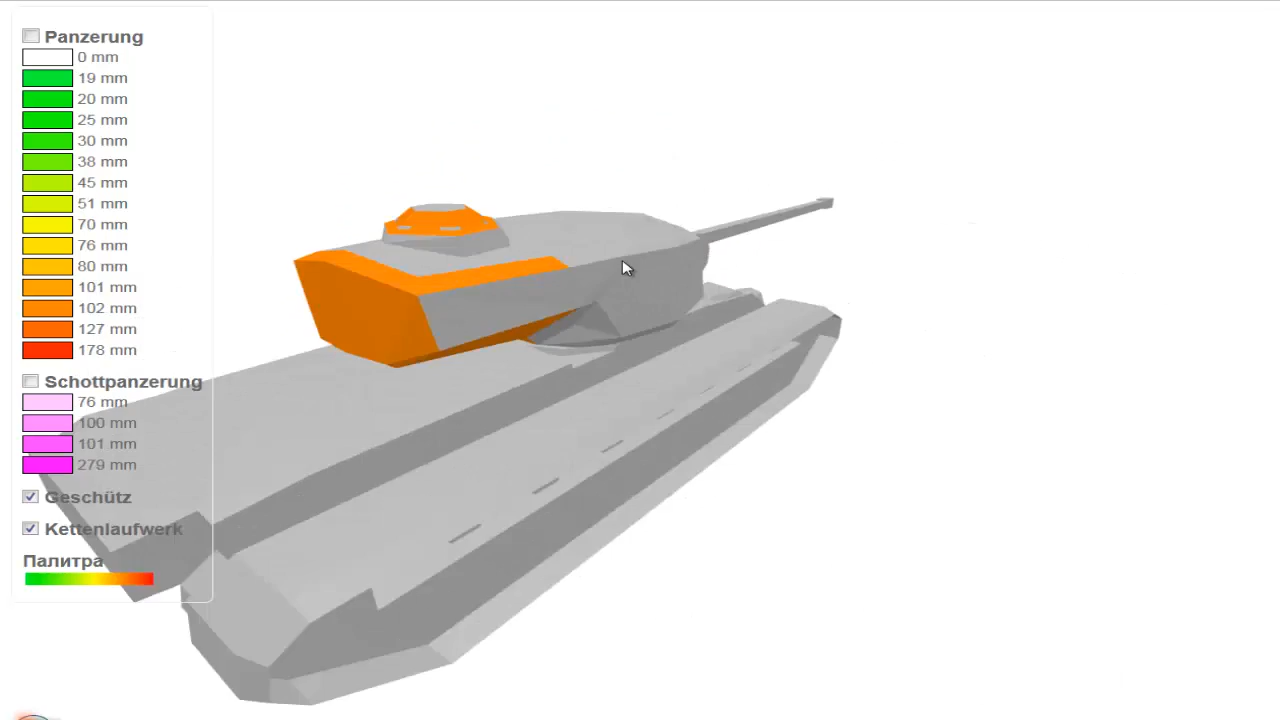 Panzerung
0 mm
19 mm
20 mm
25 mm
30 mm
38 mm
45 mm
51 mm
70 mm
76 mm
80 mm
101 mm
102 mm
127 mm
178 mm
Schottpanzerung
76 mm
100 mm
101 mm
279 mm
Geschütz
Kettenlaufwerk
Палитра